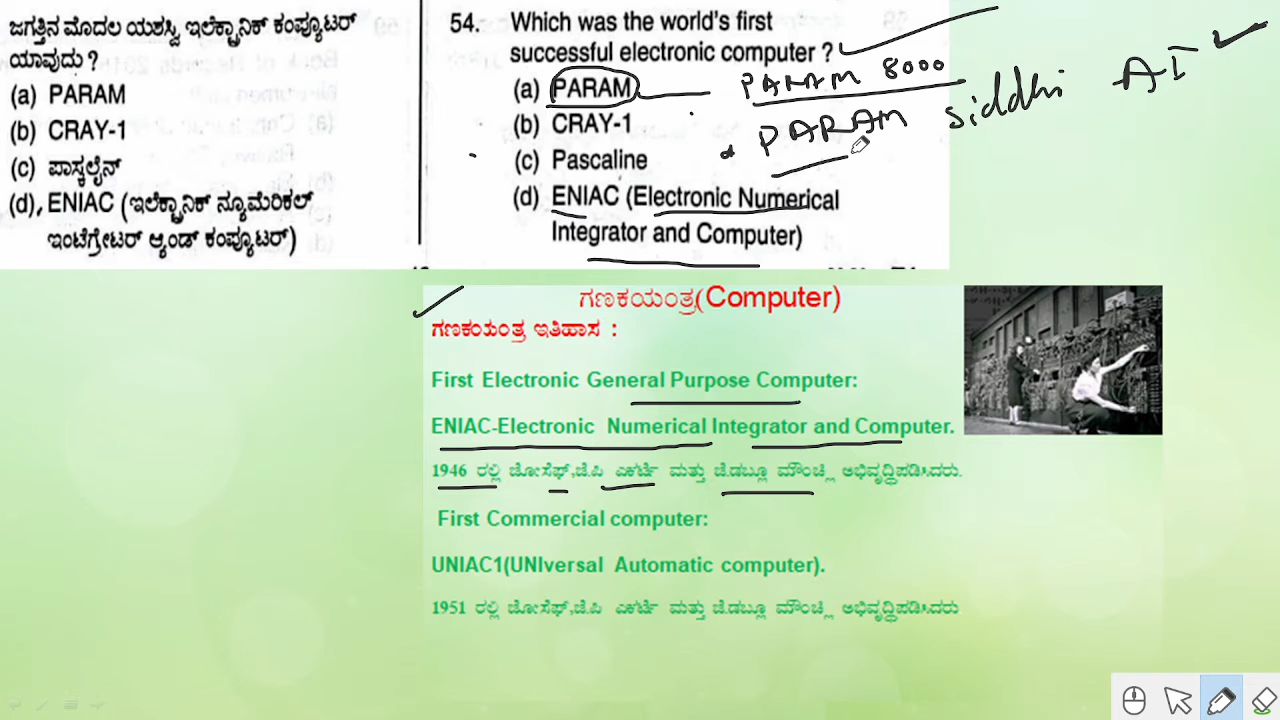 ಜಗತ್ತಿನ ಮೊದಲ ಯಶಸ್ವಿ ಇಲೆಕ್ಟ್ರಾನಿಕ್ ಕಂಪ್ಯೂಟರ್
ಯಾವುದು ?
(a) PARAM
(b) CRAY-1
(c) ಪಾಸ್ಕಲೈನ್
(d) ENIAC (ಇಲೆಕ್ಟ್ರಾನಿಕ್ ನ್ಯೂಮೆರಿಕಲ್
ಇಂಟೆಗ್ರೇಟರ್ ಆ್ಯಂಡ್ ಕಂಪ್ಯೂಟರ್)
54. Which was the world's first
successful electronic computer ?
(a) PARAM
(b) CRAY-1
(c) Pascaline
(d) ENIAC (Electronic Numerical
Integrator and Computer)
PARAM 8000
PARAM Siddhi AI
ಗಣಕಯಂತ್ರ(Computer)
ಗಣಕಯಂತ್ರ ಇತಿಹಾಸ :
First Electronic General Purpose Computer:
ENIAC-Electronic Numerical Integrator and Computer.
1946 ರಲ್ಲಿ ಜೋಸೆಫ್,ಜೆ.ಪಿ ಎಕರ್ಟ್ ಮತ್ತು ಜೆ.ಡಬ್ಲೂ ಮೌಂಚ್ಲಿ ಅಭಿವೃದ್ಧಿಪಡಿಸಿದರು.
First Commercial computer:
UNIAC1(UNIversal Automatic computer).
1951 ರಲ್ಲಿ ಜೋಸೆಫ್,ಜೆ.ಪಿ ಎಕರ್ಟ್ ಮತ್ತು ಜೆ.ಡಬ್ಲೂ ಮೌಂಚ್ಲಿ ಅಭಿವೃದ್ಧಿಪಡಿಸಿದರು